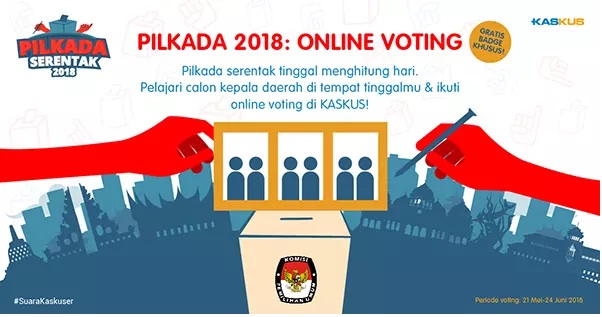 PILKADA
SERENTAK
2018
PILKADA 2018: ONLINE VOTING
GRATIS
BADGE
KHUSUS!
KASKUS
Pilkada serentak tinggal menghitung hari.
Pelajari calon kepala daerah di tempat tinggalmu & ikuti
online voting di KASKUS!
KOMISI
PEMILIHAN UMUM
#SuaraKaskuser
Periode voting: 21 Mei-24 Juni 2018